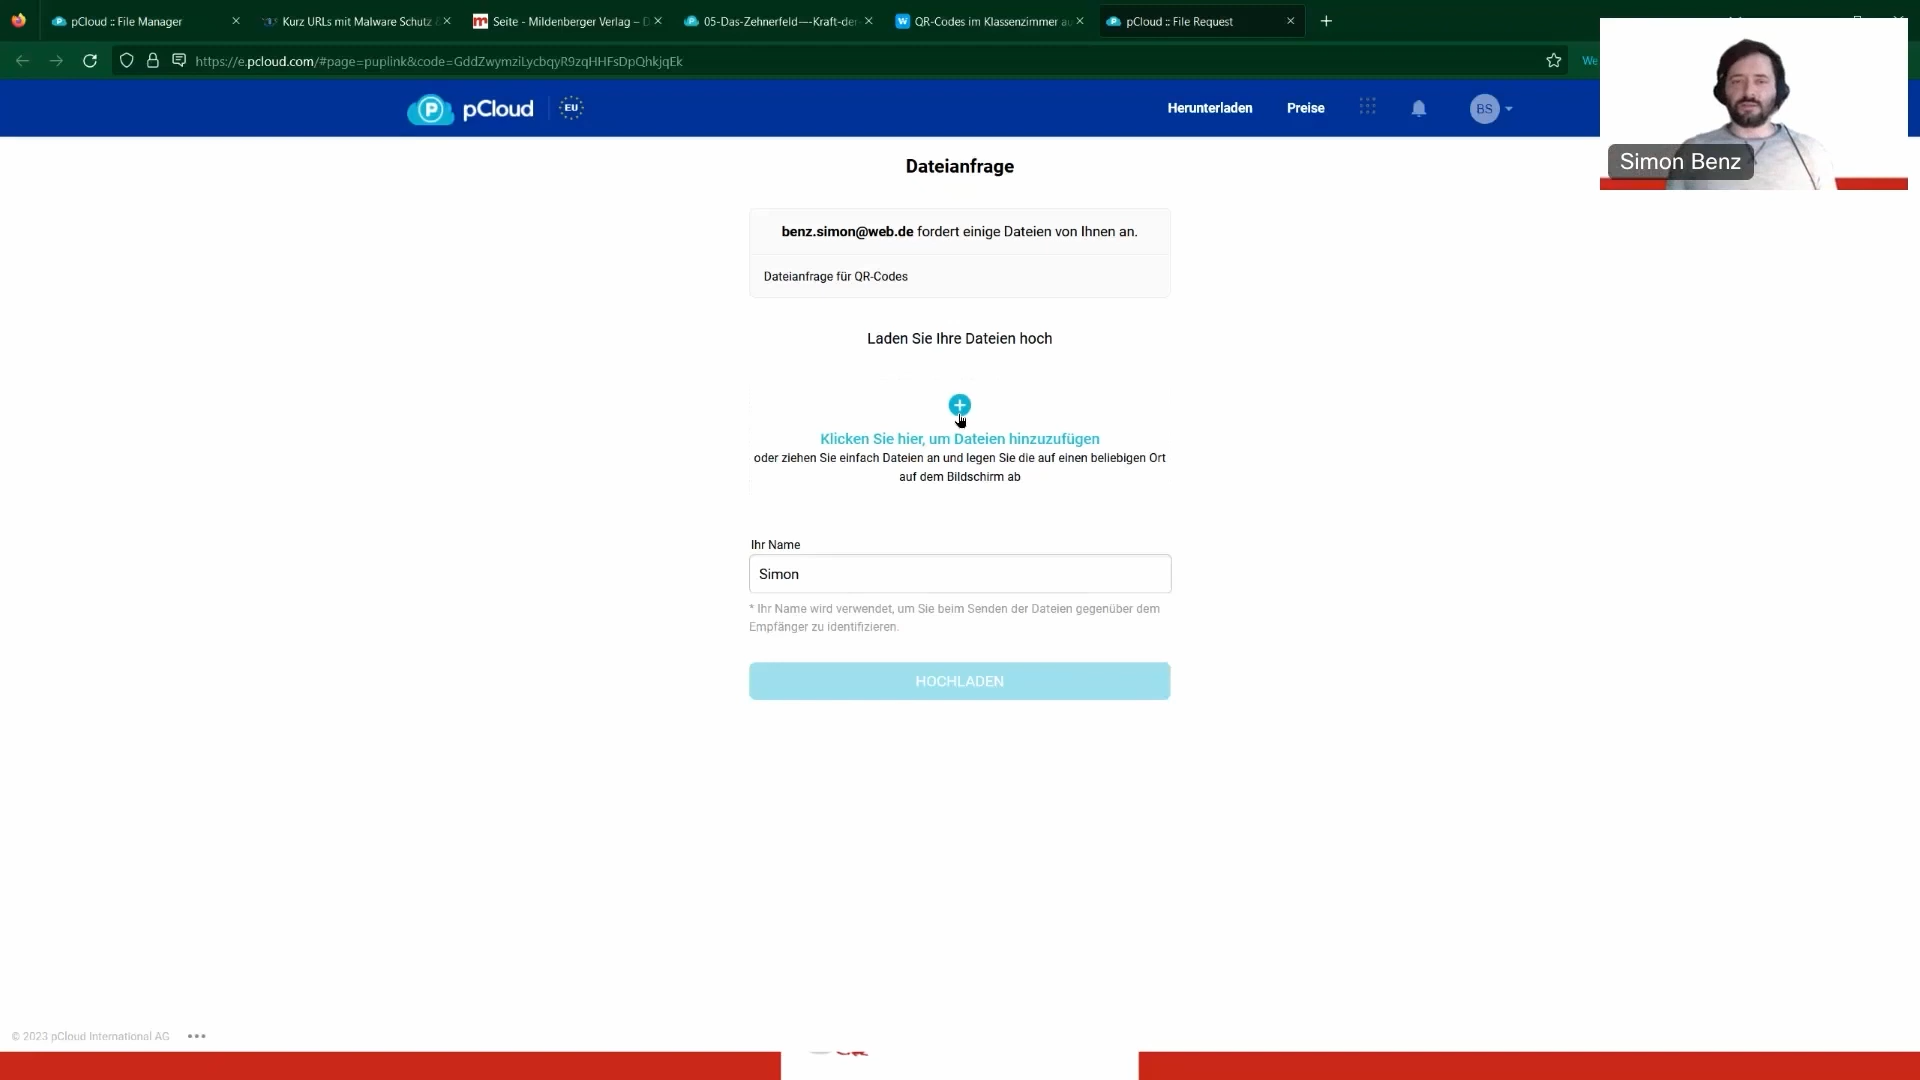 pCloud :: File Manager
Kurz URLs mit Malware Schutz
Seite - Mildenberger Verlag – D
05-Das-Zehnerfeld-–-Kraft-der-
QR-Codes im Klassenzimmer au
pCloud :: File Request
https://e.pcloud.com/#page=puplink&code=GddZwymziLycbqyR9zqHHFsDpQhkjqEk
We
pCloud
EU
Herunterladen
Preise
BS
Simon Benz
Dateianfrage
benz.simon@web.de fordert einige Dateien von Ihnen an.
Dateianfrage für QR-Codes
Laden Sie Ihre Dateien hoch
Klicken Sie hier, um Dateien hinzuzufügen
oder ziehen Sie einfach Dateien an und legen Sie die auf einen beliebigen Ort
auf dem Bildschirm ab
Ihr Name
Simon
* Ihr Name wird verwendet, um Sie beim Senden der Dateien gegenüber dem
Empfänger zu identifizieren.
HOCHLADEN
© 2023 pCloud International AG